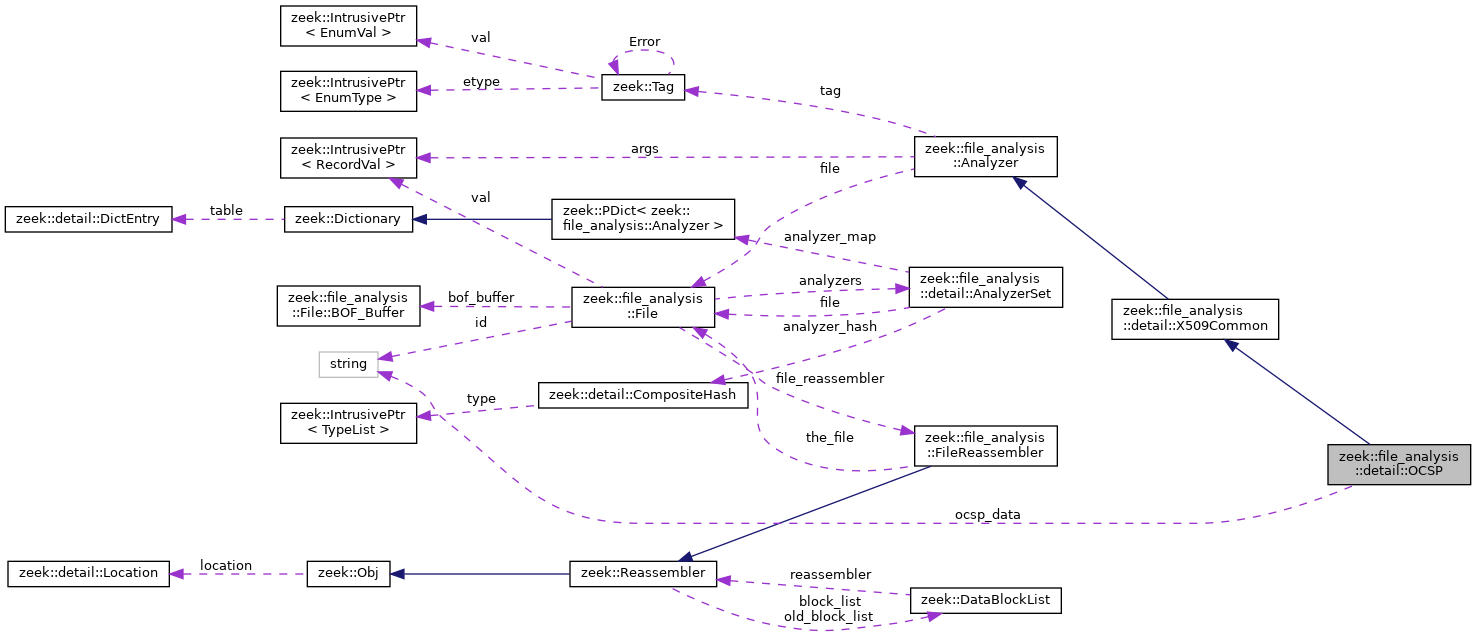 zeek::IntrusivePtr
< EnumVal >
val
Error
zeek::IntrusivePtr
< EnumType >
etype
zeek::Tag
tag
zeek::IntrusivePtr
< RecordVal >
args
zeek::file_analysis
::Analyzer
file
val
zeek::detail::DictEntry
table
zeek::Dictionary
zeek::PDict< zeek::
file_analysis::Analyzer >
analyzer_map
zeek::file_analysis
::File::BOF_Buffer
bof_buffer
id
zeek::file_analysis
::File
analyzers
file
analyzer_hash
zeek::file_analysis
::detail::AnalyzerSet
zeek::file_analysis
::detail::X509Common
string
file_reassembler
zeek::IntrusivePtr
< TypeList >
type
zeek::detail::CompositeHash
the_file
zeek::file_analysis
::FileReassembler
zeek::file_analysis
::detail::OCSP
ocsp_data
zeek::detail::Location
location
zeek::Obj
zeek::Reassembler
reassembler
block_list
old_block_list
zeek::DataBlockList